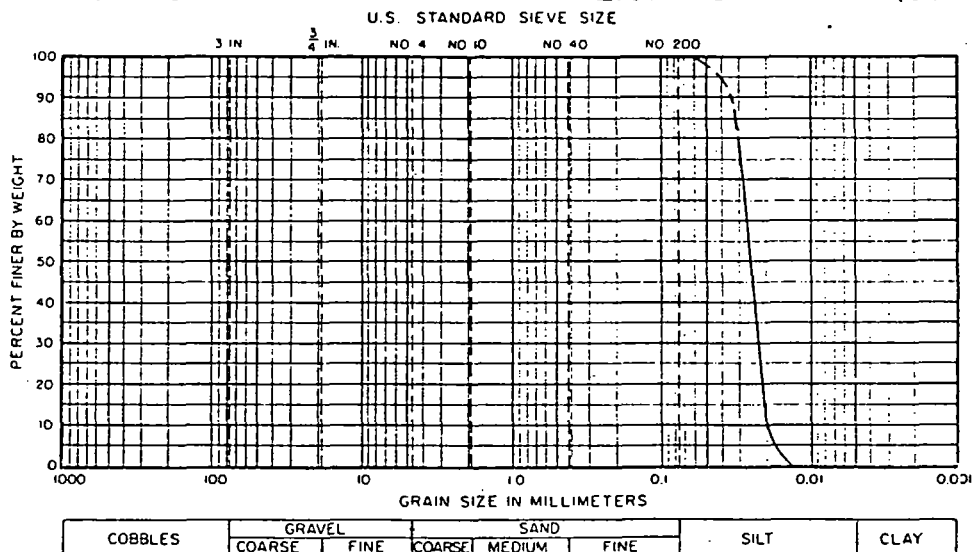 U.S. STANDARD SIEVE SIZE
3 IN 3/4 IN. NO 4 NO 10 NO 40 NO 200
PERCENT FINER BY WEIGHT
100
90
80
70
60
50
40
30
20
10
0
1000 100 10 1.0 0.1 0.01 0.001
GRAIN SIZE IN MILLIMETERS
COBBLES GRAVEL SAND SILT CLAY
COARSE FINE COARSE MEDIUM FINE